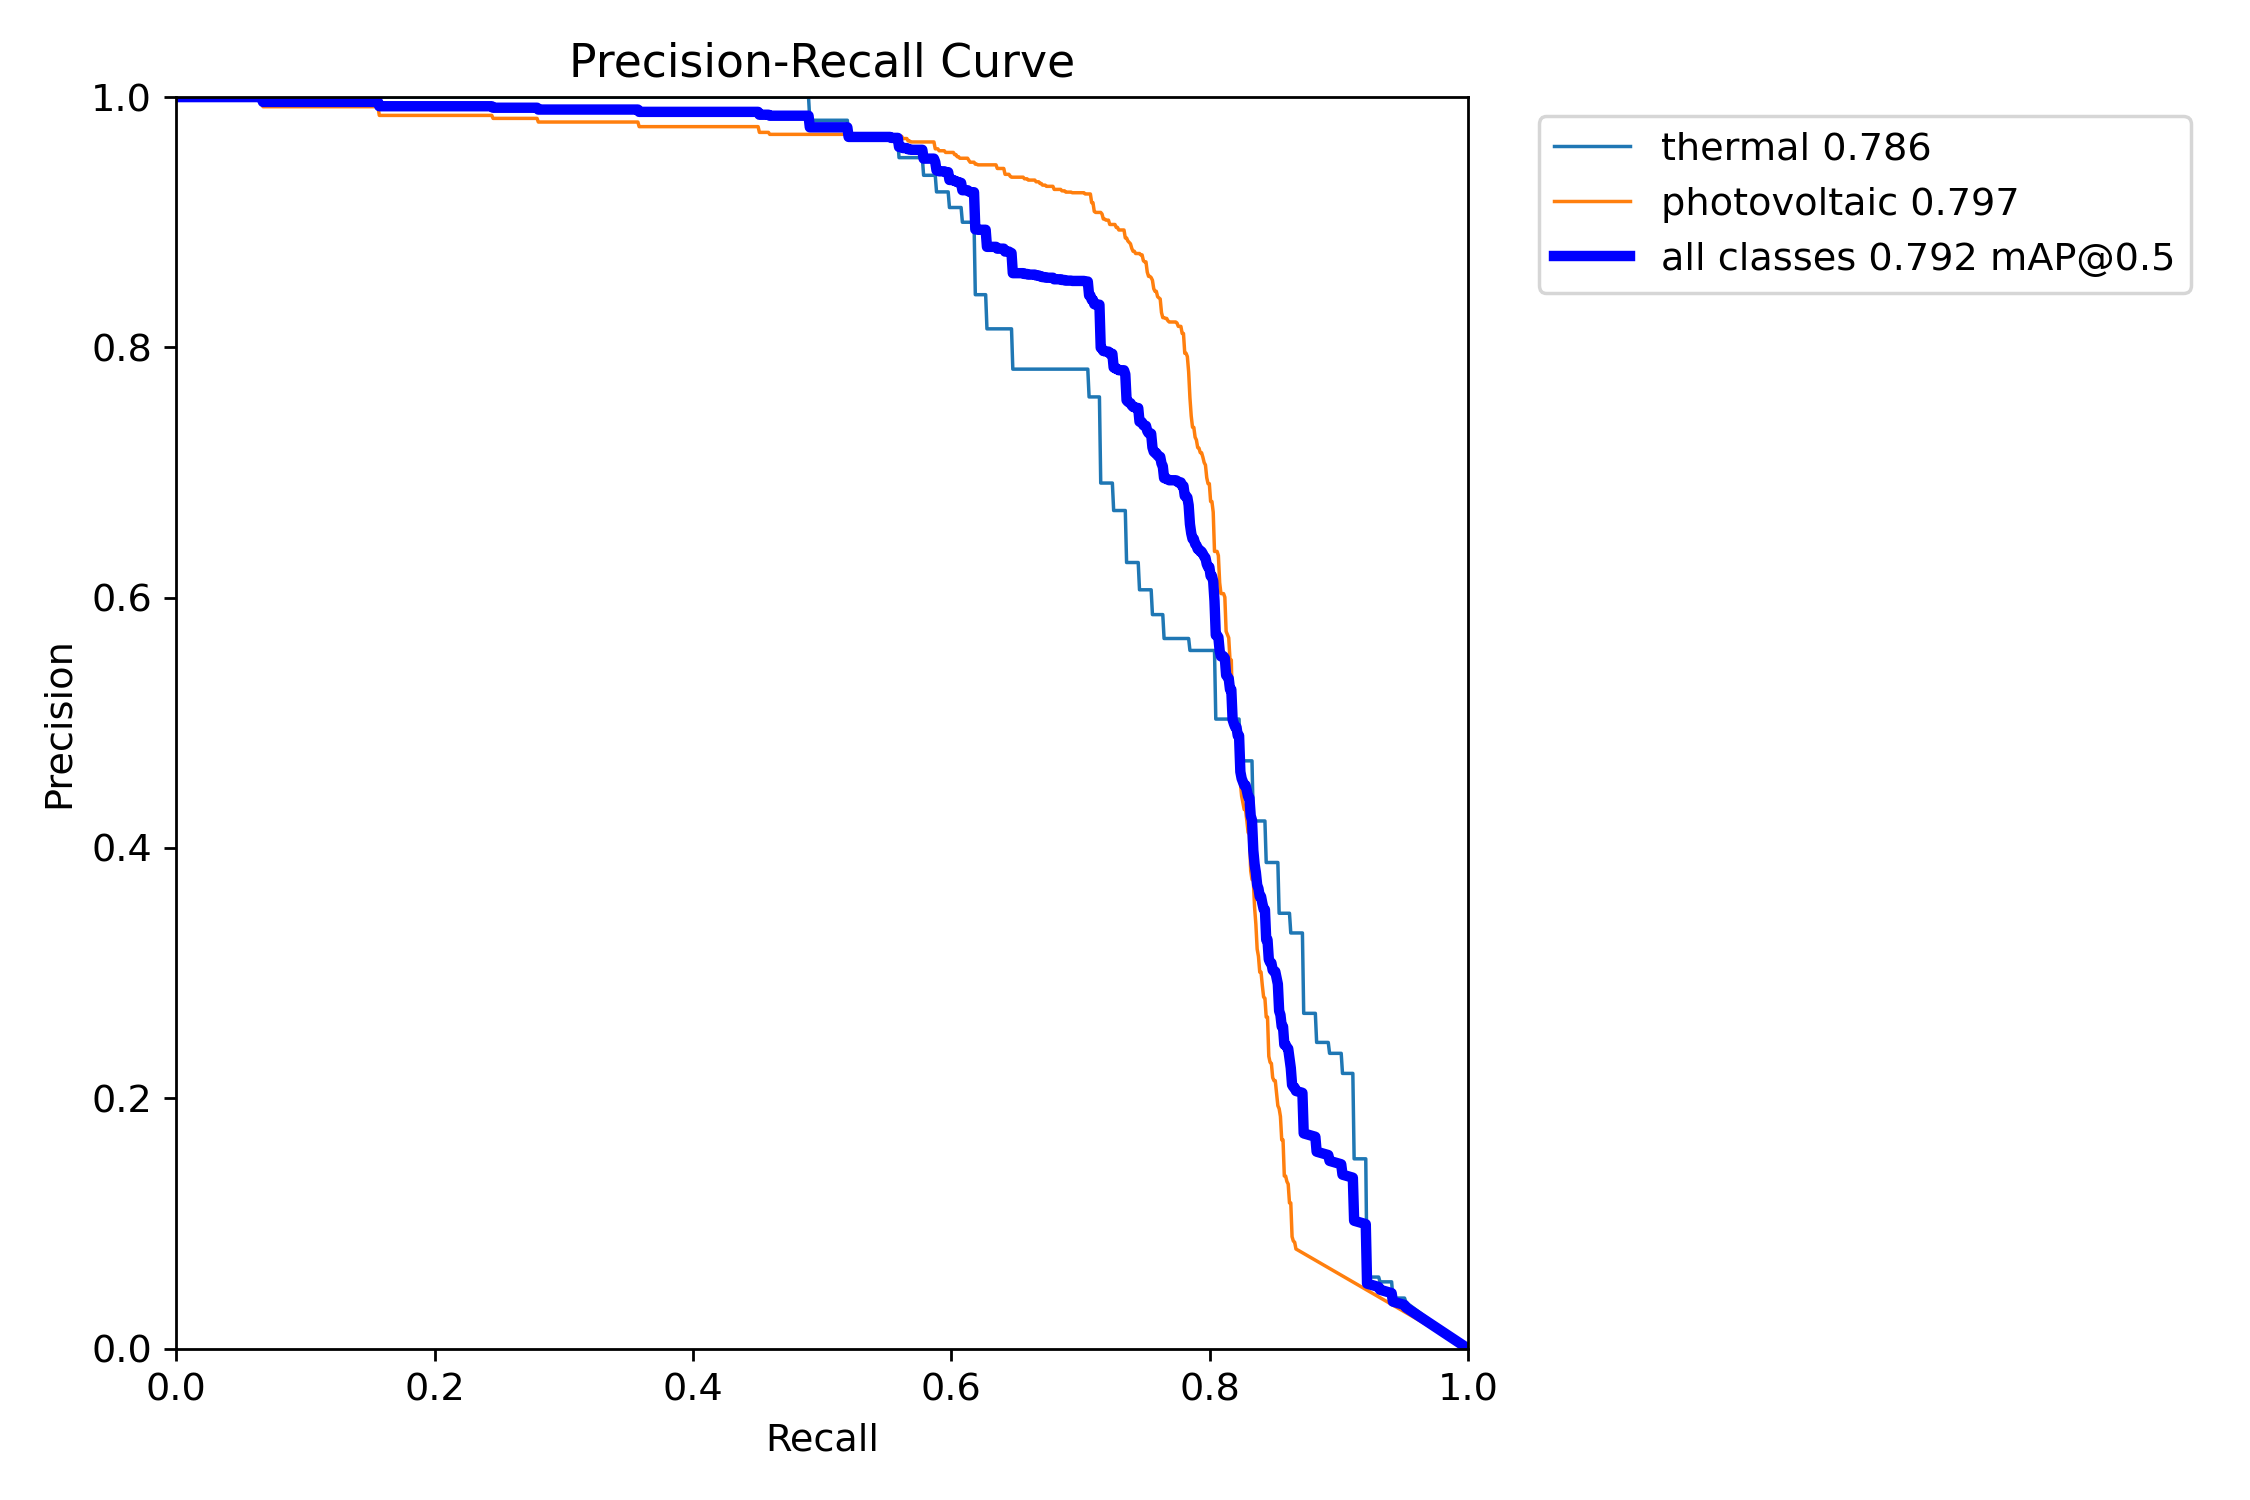 Precision-Recall Curve
thermal 0.786
photovoltaic 0.797
all classes 0.792 mAP@0.5
Precision
1.0
0.8
0.6
0.4
0.2
0.0
0.0 0.2 0.4 0.6 0.8 1.0
Recall